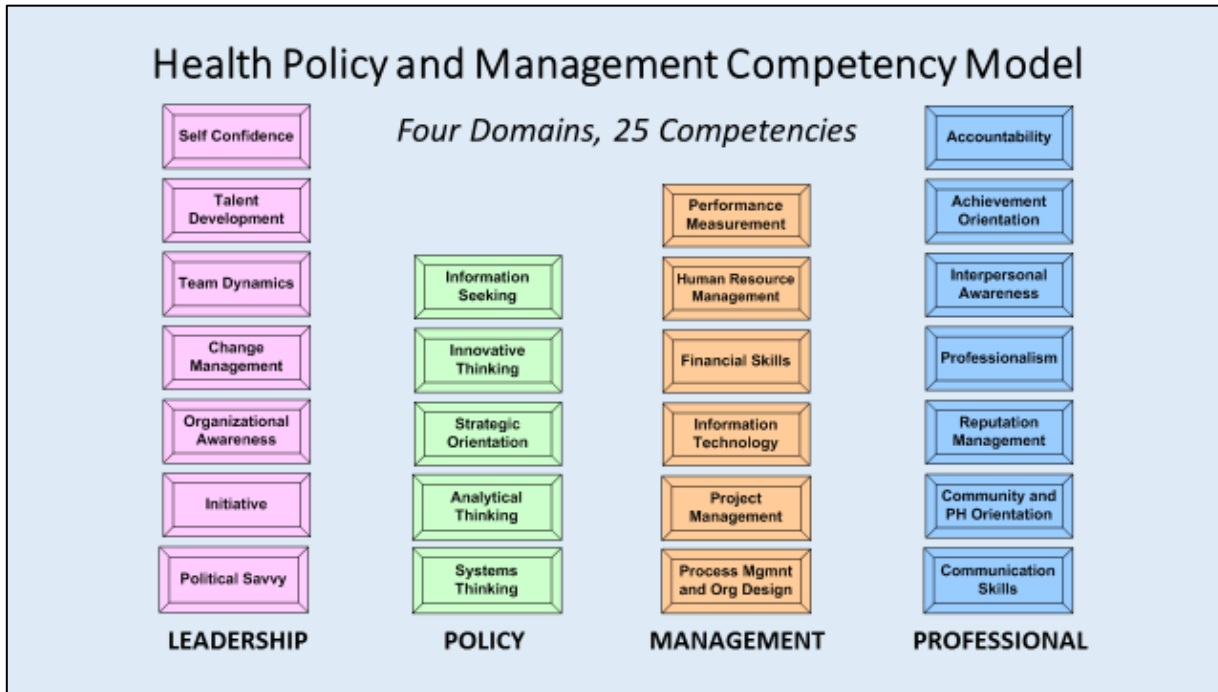 Health Policy and Management Competency Model
Four Domains, 25 Competencies
Self Confidence
Talent
Development
Team Dynamics
Change
Management
Organizational
Awareness
Initiative
Political Savvy
LEADERSHIP
Information
Seeking
Innovative
Thinking
Strategic
Orientation
Analytical
Thinking
Systems
Thinking
POLICY
Performance
Measurement
Human Resource
Management
Financial Skills
Information
Technology
Project
Management
Process Mgmnt
and Org Design
MANAGEMENT
Accountability
Achievement
Orientation
Interpersonal
Awareness
Professionalism
Reputation
Management
Community and
PH Orientation
Communication
Skills
PROFESSIONAL